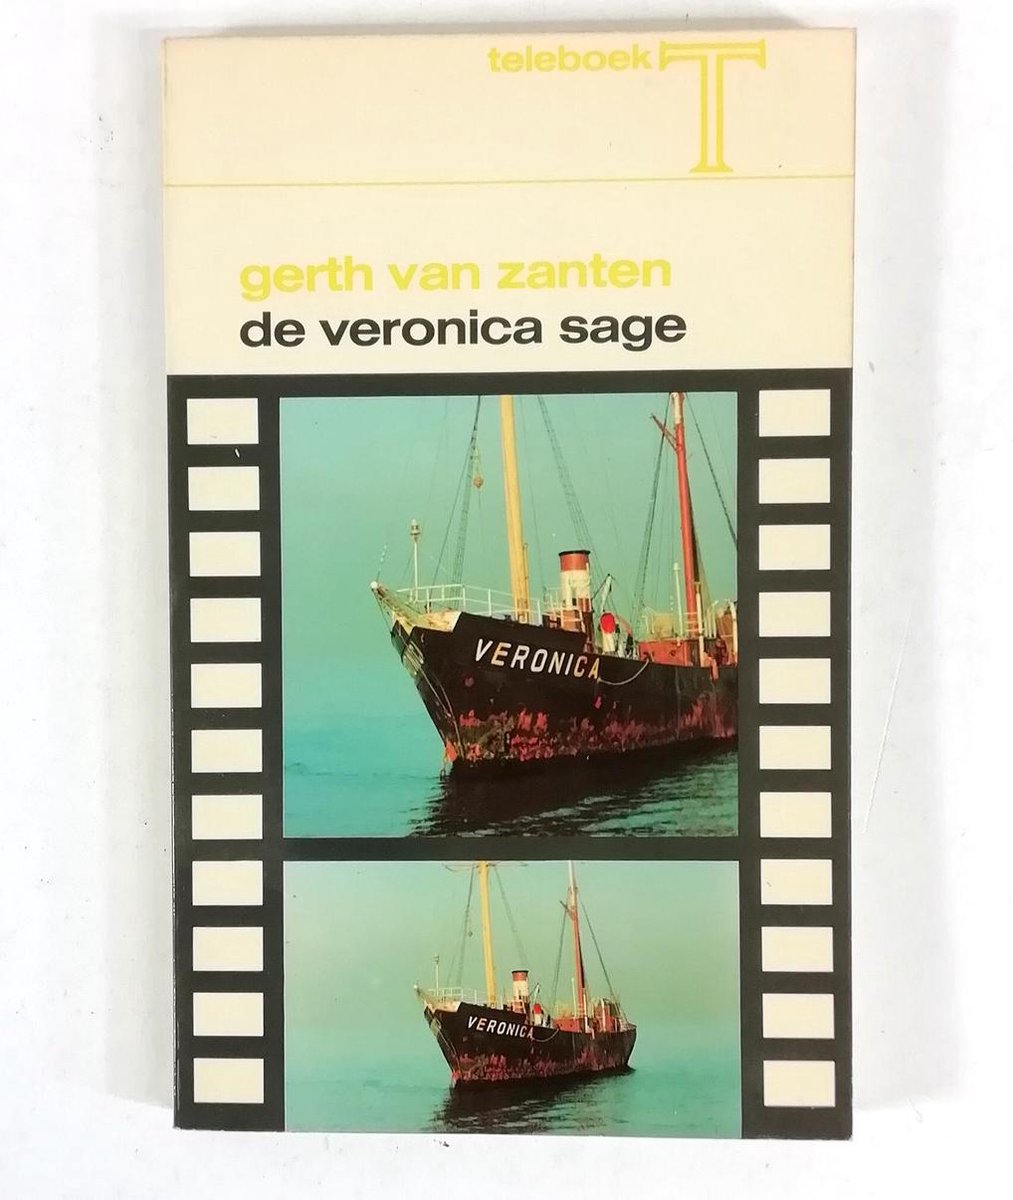 teleboek T
gerth van zanten
de veronica sage
VERONICA
VERONICA